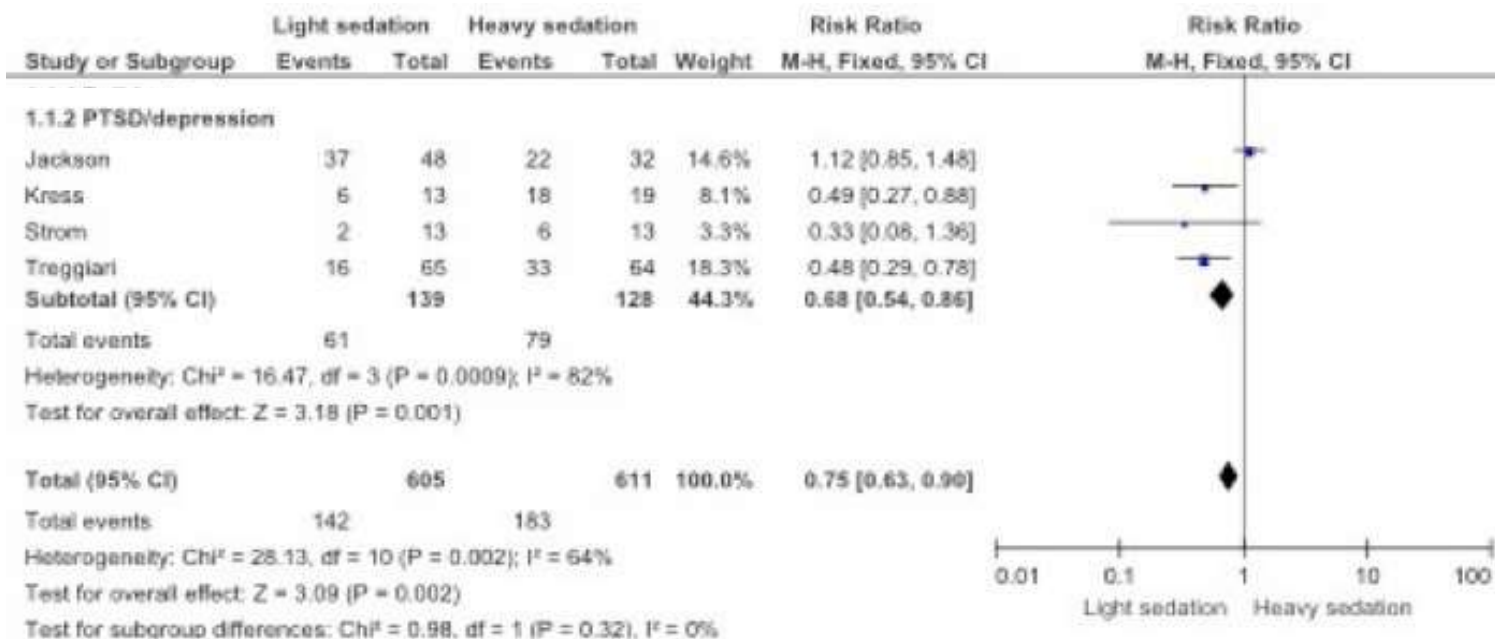 Light sedation Heavy sedation Risk Ratio Risk Ratio
Study or Subgroup Events Total Events Total Weight M-H, Fixed, 95% CI M-H, Fixed, 95% CI
1.1.2 PTSD/depression
Jackson 37 48 22 32 14.6% 1.12 [0.85, 1.48]
Kress 6 13 18 19 8.1% 0.49 [0.27, 0.88]
Strom 2 13 6 13 3.3% 0.33 [0.08, 1.36]
Treggiari 16 65 33 64 18.3% 0.48 [0.29, 0.78]
Subtotal (95% CI) 139 128 44.3% 0.68 [0.54, 0.86]
Total events 61 79
Heterogeneity: Chi² = 16.47, df = 3 (P = 0.0009); I² = 82%
Test for overall effect: Z = 3.18 (P = 0.001)
Total (95% CI) 605 611 100.0% 0.75 [0.63, 0.90]
Total events 142 183
Heterogeneity: Chi² = 28.13, df = 10 (P = 0.002); I² = 64%
Test for overall effect: Z = 3.09 (P = 0.002)
Test for subgroup differences: Chi² = 0.98, df = 1 (P = 0.32), I² = 0%
0.01 0.1 1 10 100
Light sedation Heavy sedation